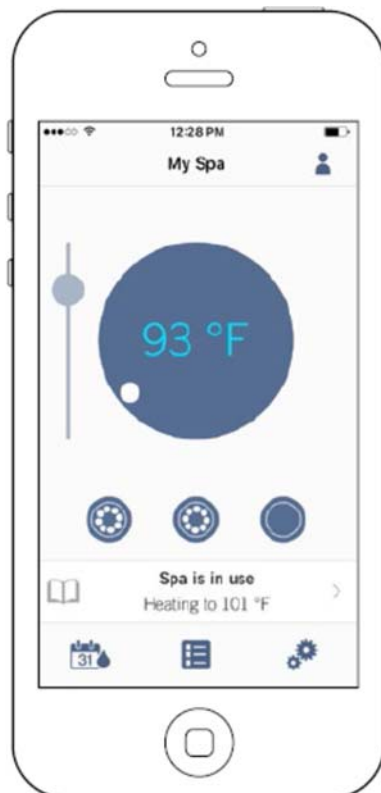 12:28 PM
My Spa
93 °F
Spa is in use
Heating to 101 °F
31